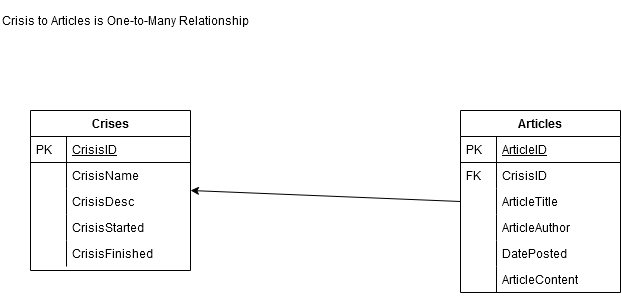 Crisis to Articles is One-to-Many Relationship
Crises
PK CrisisID
CrisisName
CrisisDesc
CrisisStarted
CrisisFinished
Articles
PK ArticleID
FK CrisisID
ArticleTitle
ArticleAuthor
DatePosted
ArticleContent